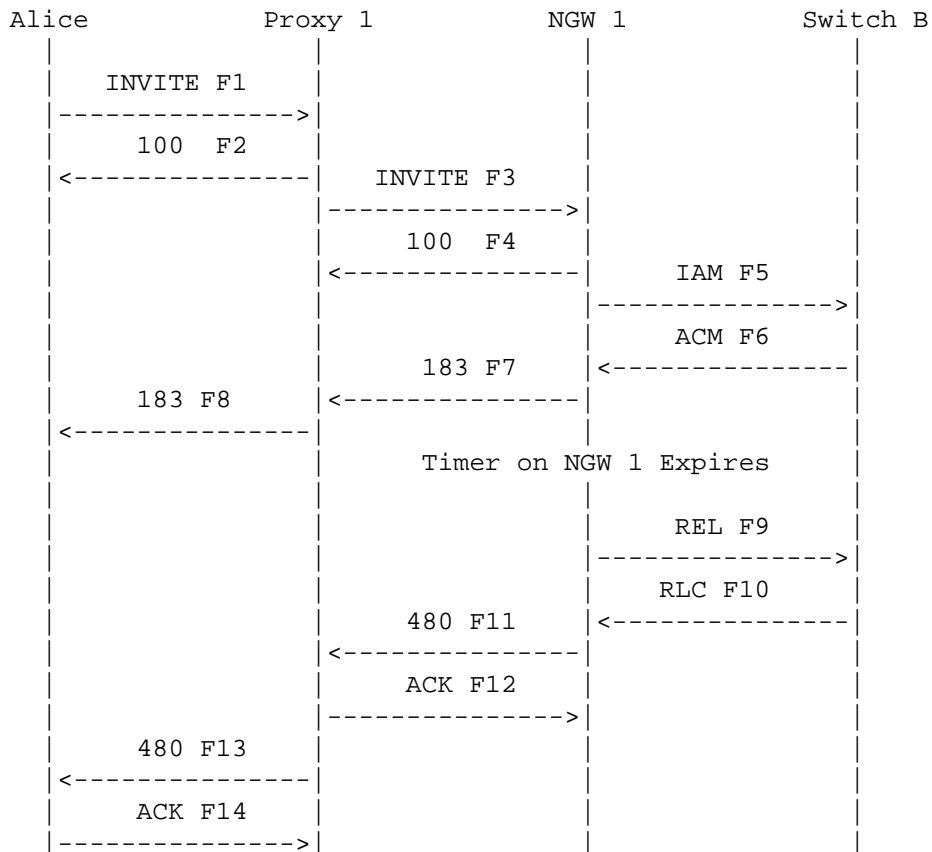 Alice Proxy 1 NGW 1 Switch B
INVITE F1
100 F2
INVITE F3
100 F4
IAM F5
ACM F6
183 F7
183 F8
Timer on NGW 1 Expires
REL F9
RLC F10
480 F11
ACK F12
480 F13
ACK F14